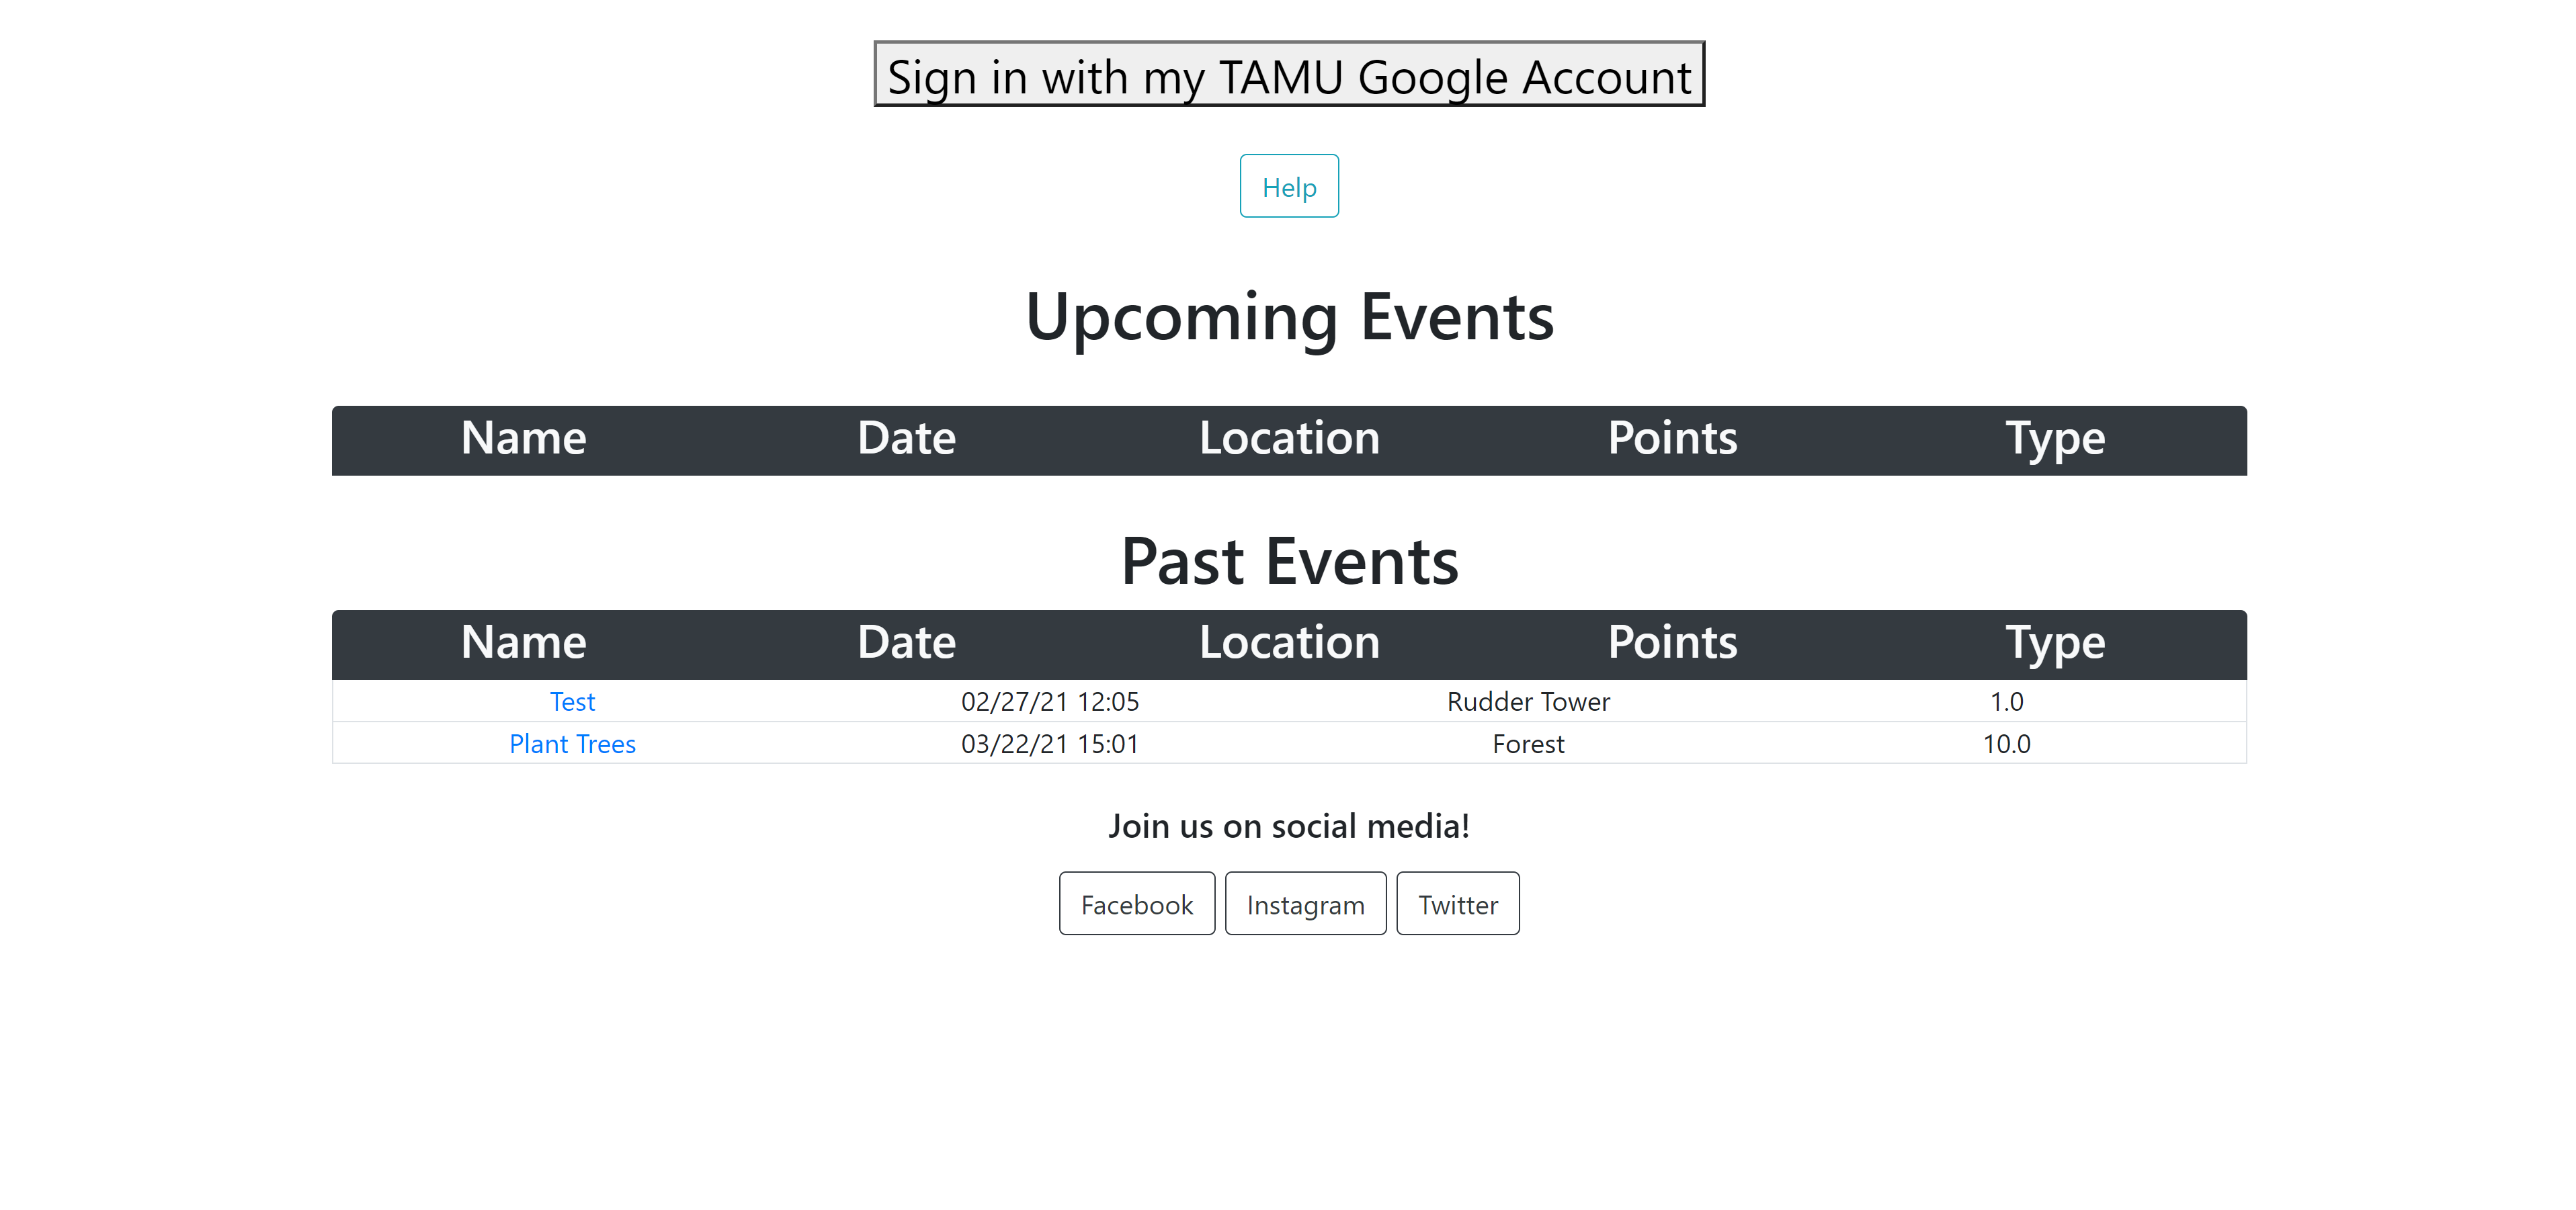 Sign in with my TAMU Google Account
Help
Upcoming Events
Name Date Location Points Type
Past Events
Name Date Location Points Type
Test 02/27/21 12:05 Rudder Tower 1.0
Plant Trees 03/22/21 15:01 Forest 10.0
Join us on social media!
Facebook Instagram Twitter